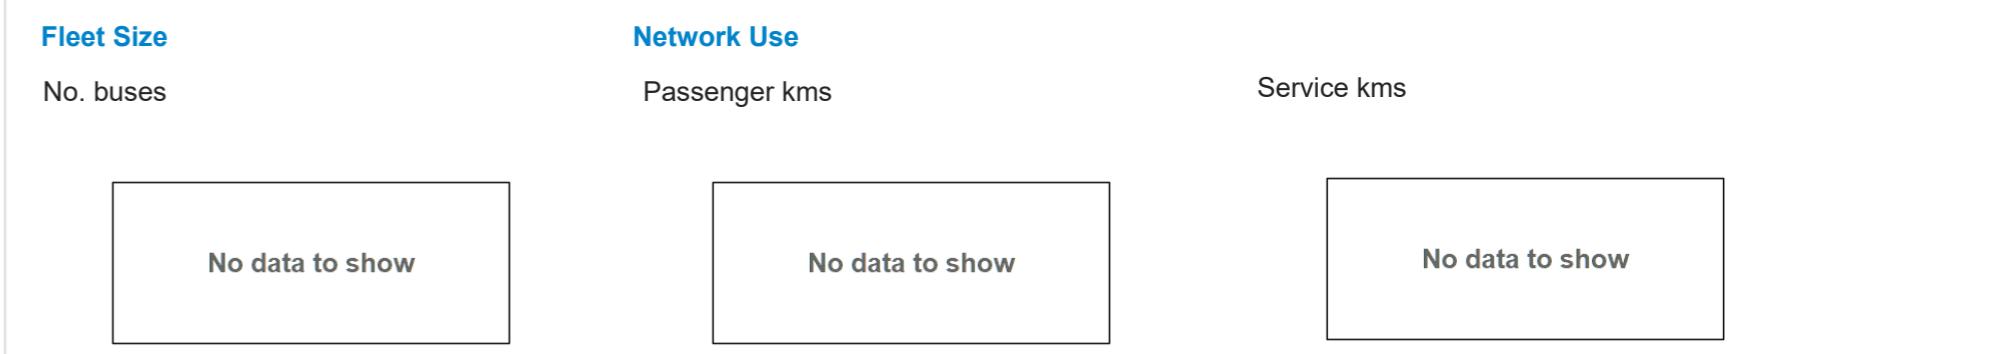 Fleet Size
Network Use
No. buses
Passenger kms
Service kms
No data to show
No data to show
No data to show